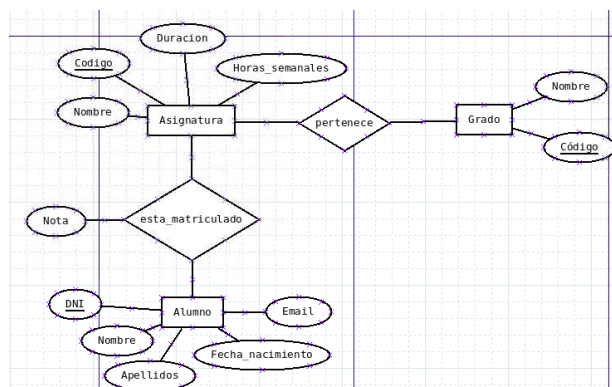 Duracion
Codigo
Horas_semanales
Nombre
Nombre
Asignatura
pertenece
Grado
Código
Nota
esta_matriculado
DNI
Alumno
Email
Nombre
Fecha_nacimiento
Apellidos